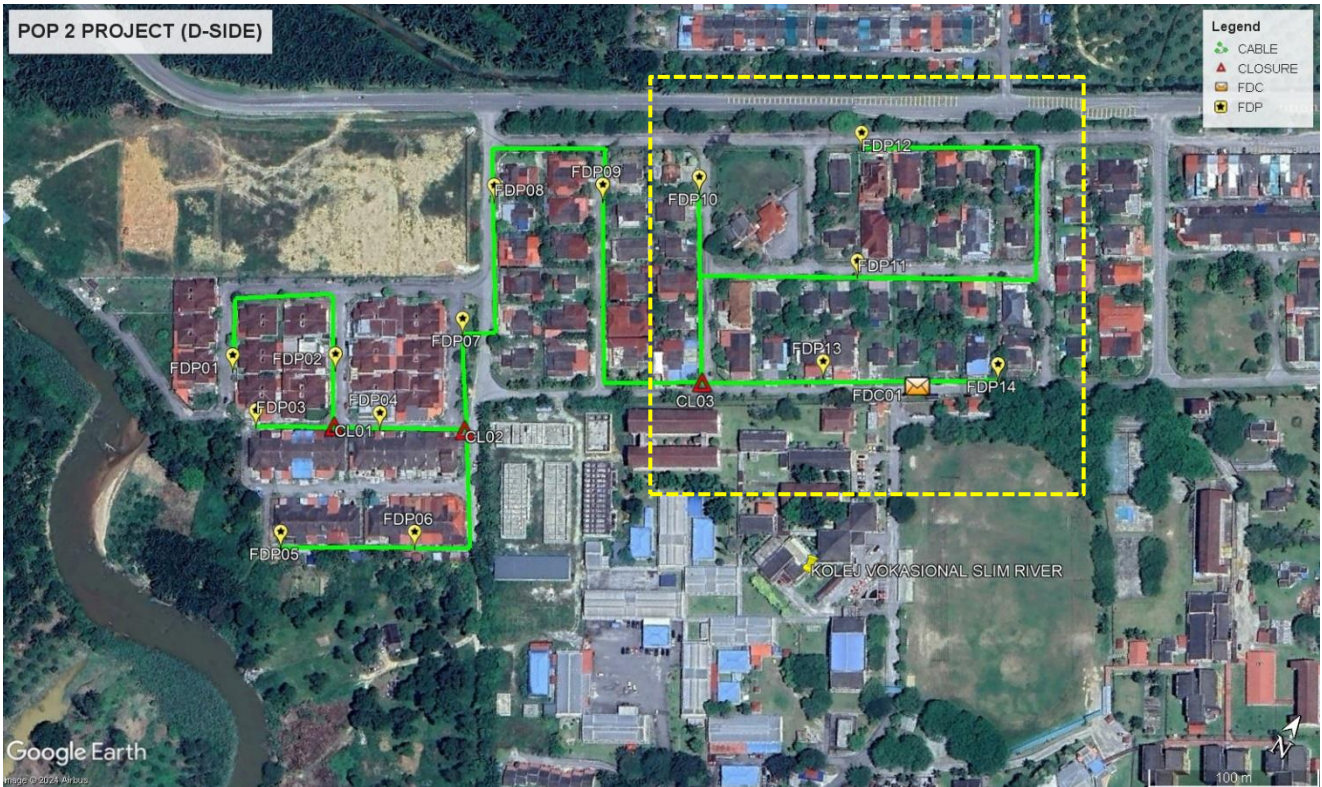 POP 2 PROJECT (D-SIDE)
Legend
CABLE
CLOSURE
FDC
FDP
FDP12
FDP09
FDP08
FDP10
FDP11
FDP07
FDP13
FDP02
FDP01
FDP14
FDC01
FDP03
FDP04
CL03
CL01
CL02
FDP06
FDP05
KOLEJ VOKASIONAL SLIM RIVER
Google Earth
Image © 2024 Airbus
N
100 m